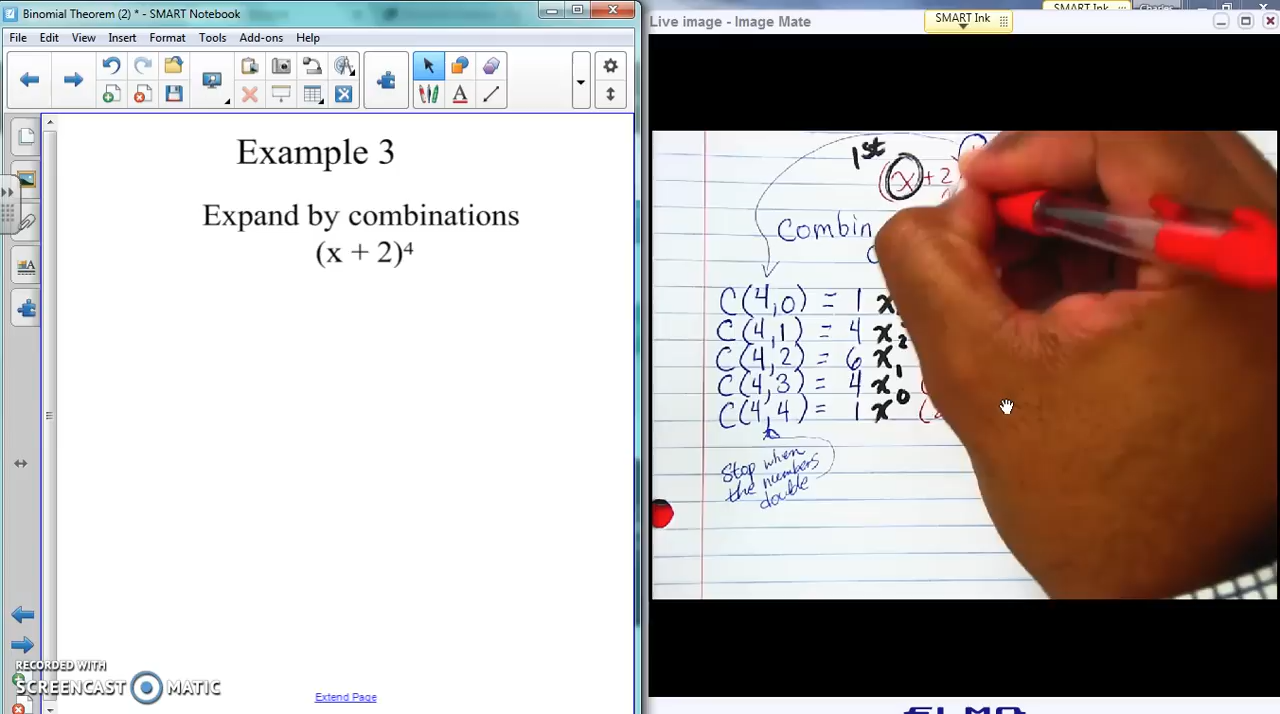 Binomial Theorem (2) * - SMART Notebook
File Edit View Insert Format Tools Add-ons Help
Example 3
Expand by combinations
(x + 2)⁴
Extend Page
RECORDED WITH
SCREENCAST MATIC
Live image - Image Mate
SMART Ink
SMART Ink
1st
(x + 2
Combin
C(4,0) = 1 x
C(4,1) = 4 x
C(4,2) = 6 x²
C(4,3) = 4 x¹
C(4,4) = 1 x⁰
Stop when
the numbers
double
ELMO